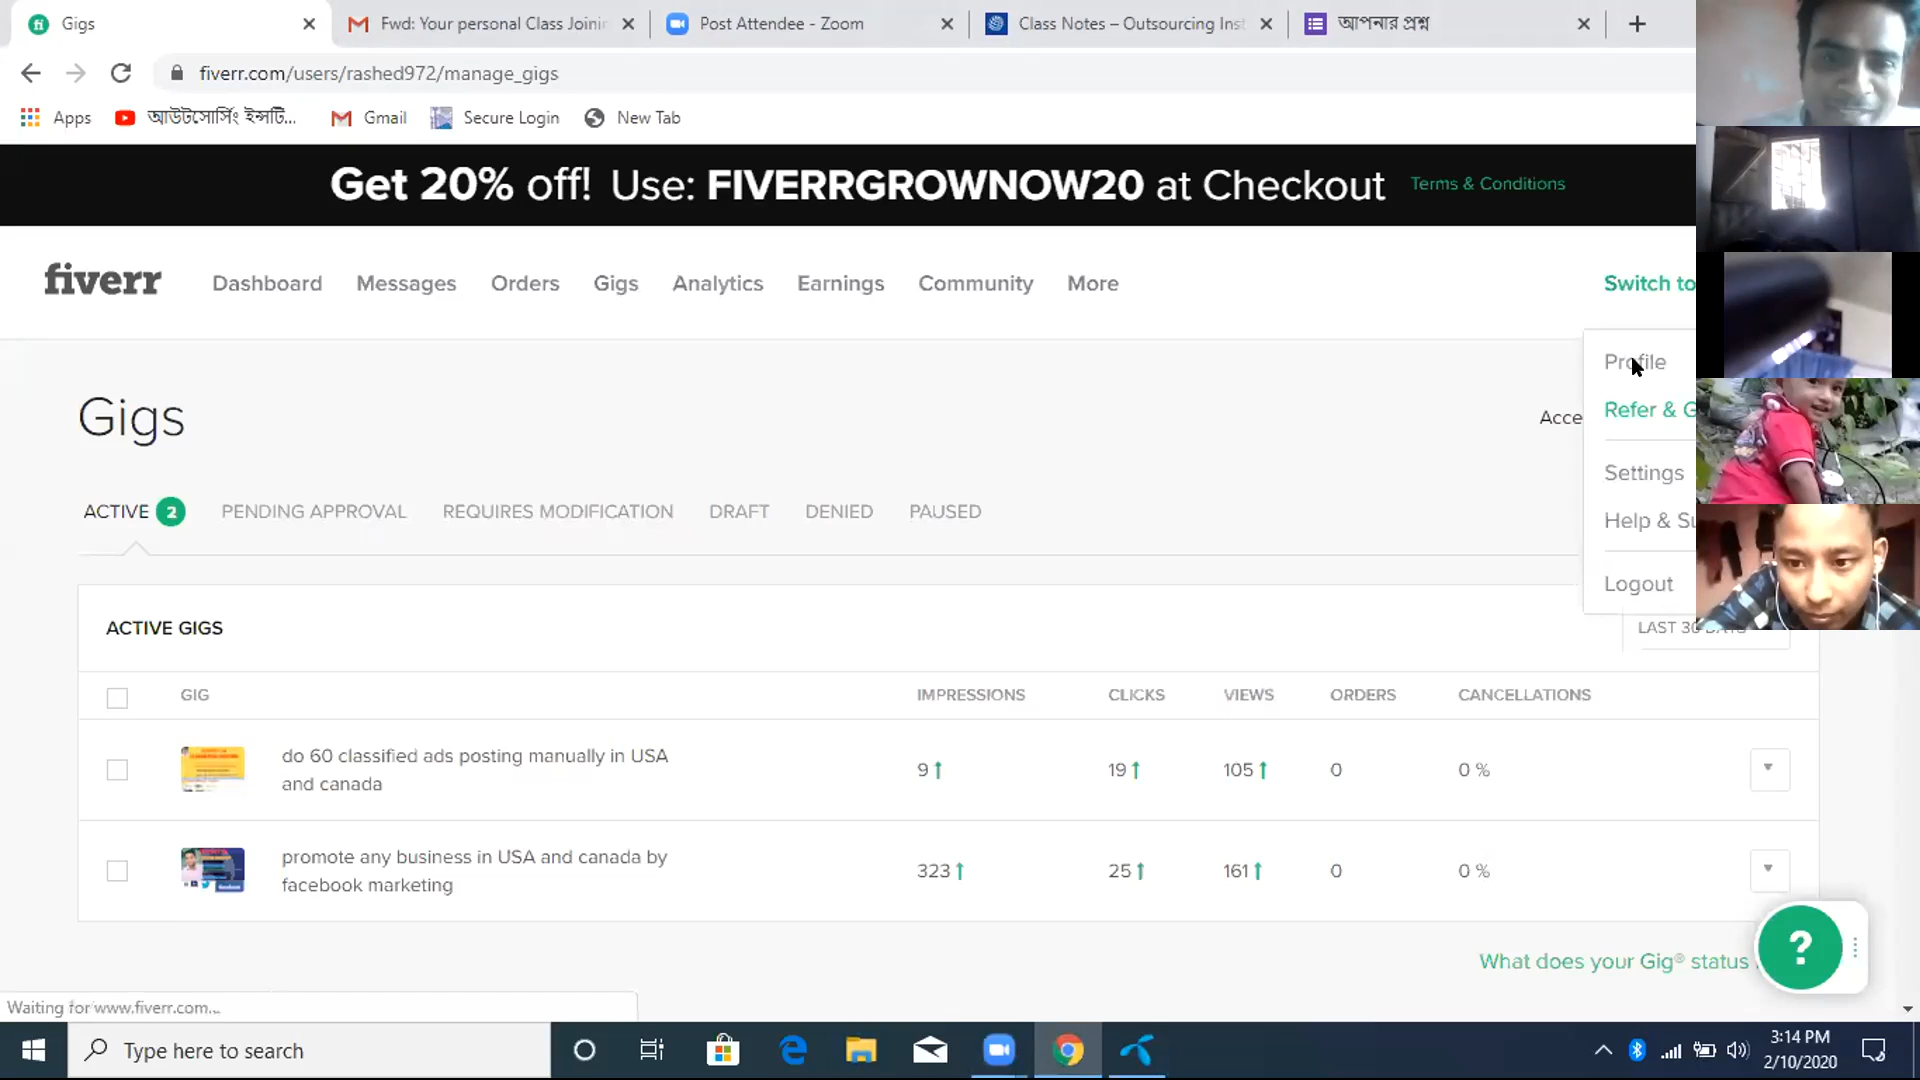 Gigs
Fwd: Your personal Class Joinin
Post Attendee - Zoom
Class Notes – Outsourcing Inst
আপনার প্রশ্ন
fiverr.com/users/rashed972/manage_gigs
Apps
আউটসোর্সিং ইন্সটি...
Gmail
Secure Login
New Tab
Get 20% off! Use: FIVERRGROWNOW20 at Checkout
Terms & Conditions
fiverr
Dashboard
Messages
Orders
Gigs
Analytics
Earnings
Community
More
Switch to
Profile
Refer & G
Settings
Help & Su
Logout
Gigs
Acce
ACTIVE 2
PENDING APPROVAL
REQUIRES MODIFICATION
DRAFT
DENIED
PAUSED
ACTIVE GIGS
LAST 30 DAYS
GIG
IMPRESSIONS
CLICKS
VIEWS
ORDERS
CANCELLATIONS
do 60 classified ads posting manually in USA
and canada
9
19
105
0
0 %
promote any business in USA and canada by
facebook marketing
323
25
161
0
0 %
What does your Gig® status
?
Waiting for www.fiverr.com...
Type here to search
3:14 PM
2/10/2020